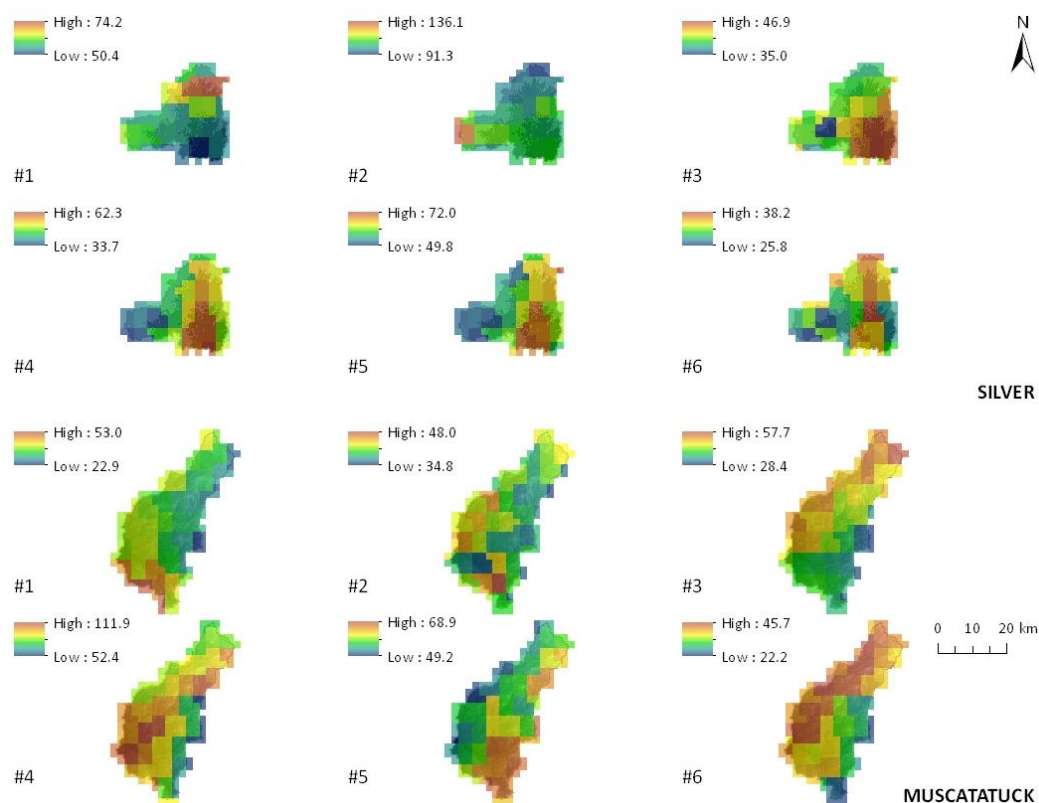 High : 74.2
Low : 50.4
#1
High : 136.1
Low : 91.3
#2
High : 46.9
Low : 35.0
#3
N
High : 62.3
Low : 33.7
#4
High : 72.0
Low : 49.8
#5
High : 38.2
Low : 25.8
#6
SILVER
High : 53.0
Low : 22.9
#1
High : 48.0
Low : 34.8
#2
High : 57.7
Low : 28.4
#3
High : 111.9
Low : 52.4
#4
High : 68.9
Low : 49.2
#5
High : 45.7
Low : 22.2
#6
0 10 20 km
MUSCATATUCK